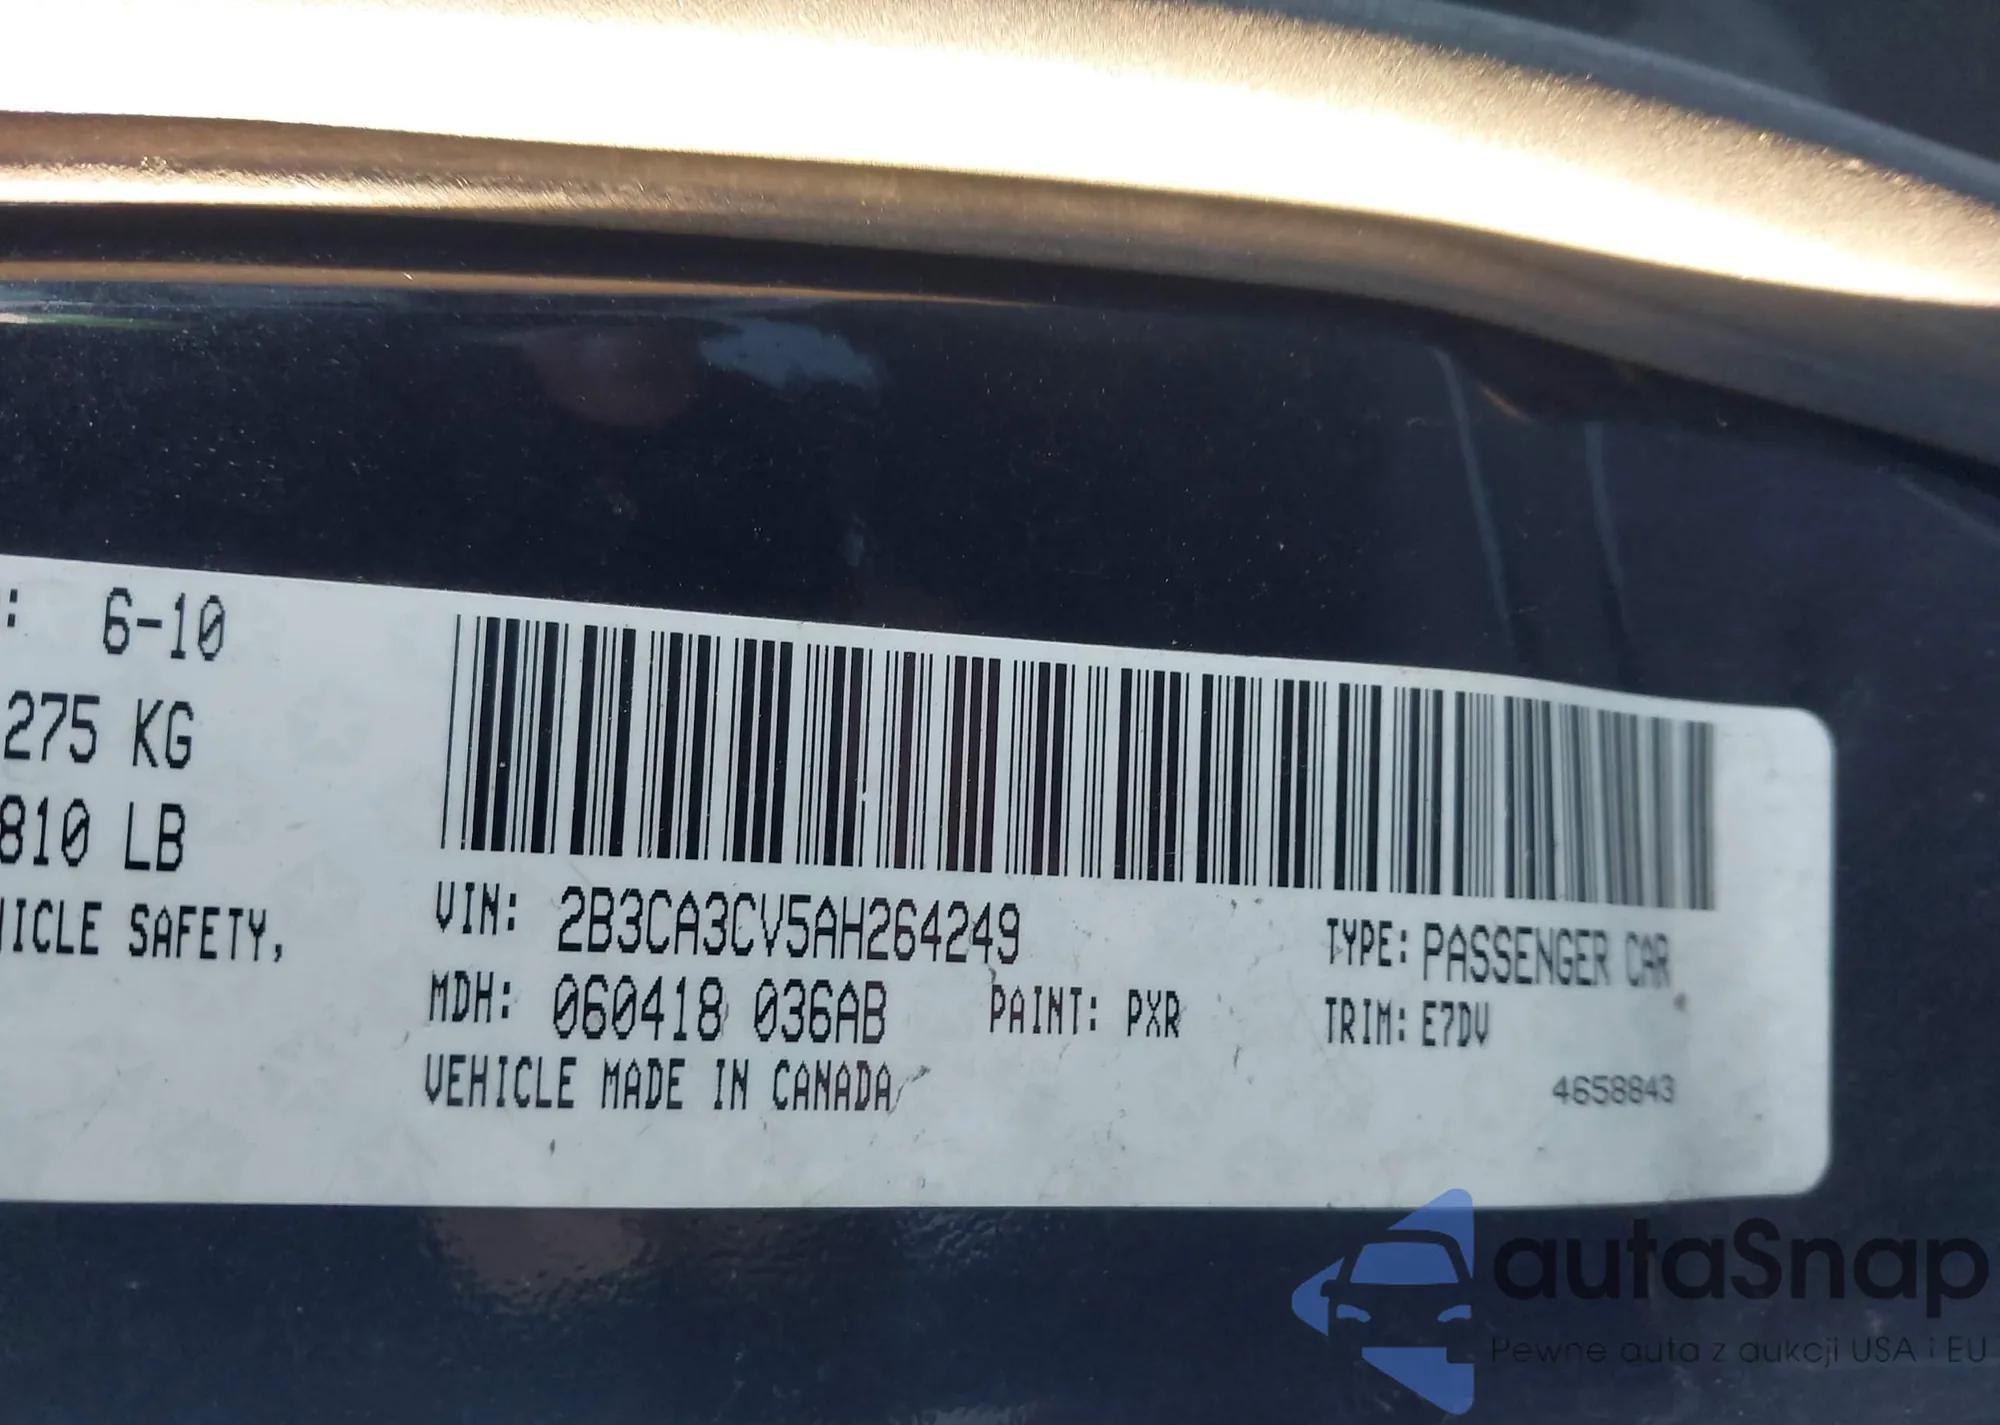 : 6-10
275 KG
810 LB
VEHICLE SAFETY,
VIN: 2B3CA3CV5AH264249
TYPE: PASSENGER CAR
MDH: 060418 036AB
PAINT: PXR
TRIM: E7DV
VEHICLE MADE IN CANADA
4658843
autaSnap
Pewne auta z aukcji USA i EU